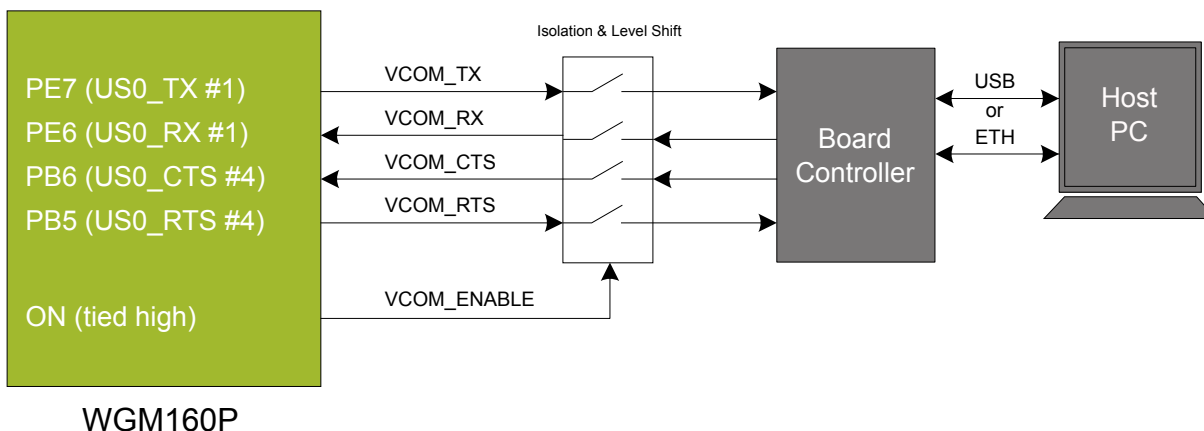 Isolation & Level Shift
PE7 (US0_TX #1)
VCOM_TX
PE6 (US0_RX #1)
VCOM_RX
PB6 (US0_CTS #4)
VCOM_CTS
PB5 (US0_RTS #4)
VCOM_RTS
ON (tied high)
VCOM_ENABLE
Board
Controller
USB
or
ETH
Host
PC
WGM160P